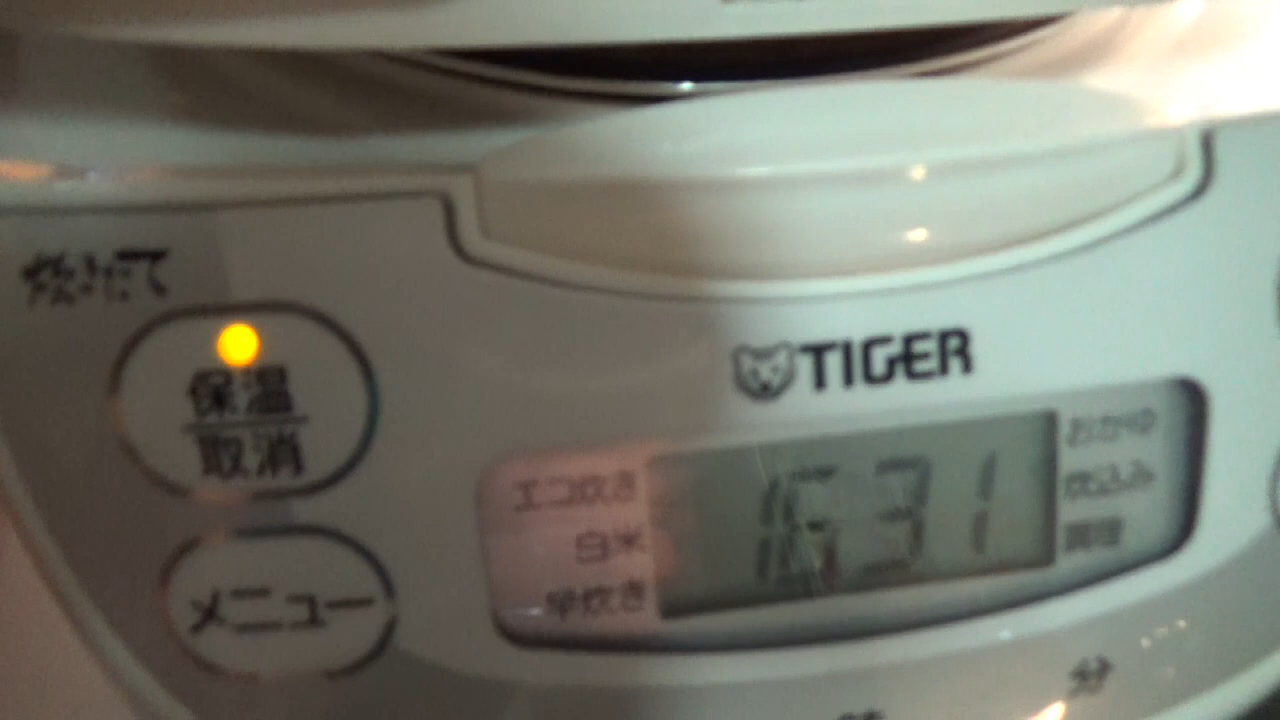 炊きたて
保温
取消
メニュー
TIGER
エコ炊き
白米
早炊き
16:31
おかゆ
炊込み
調理
分